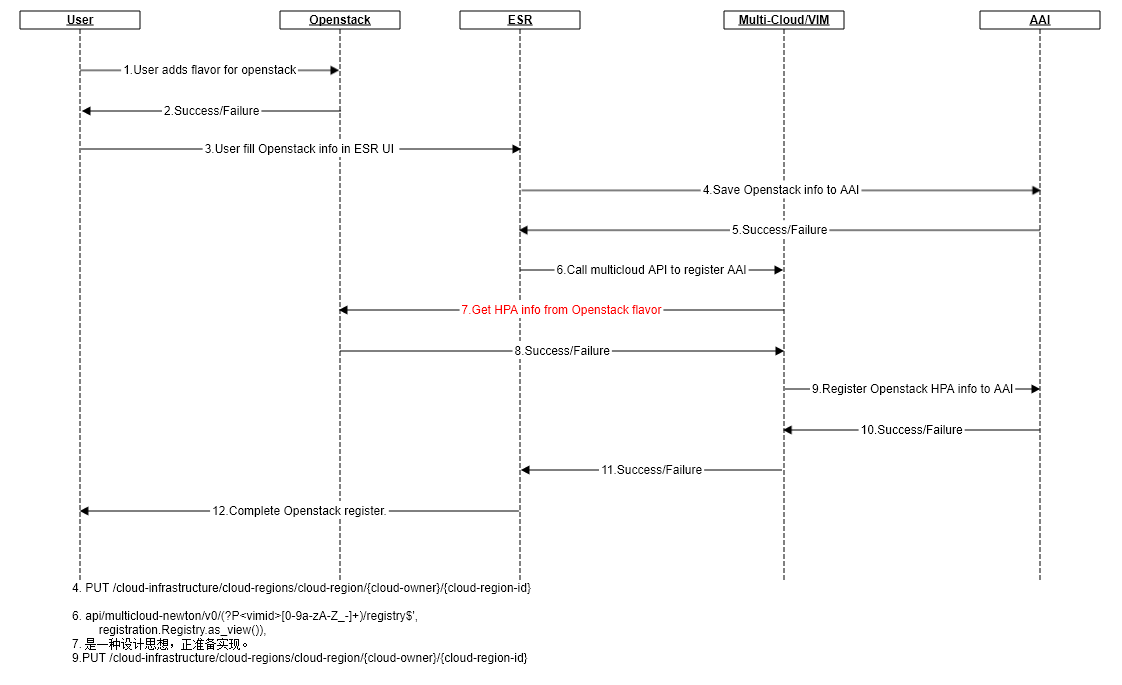 User
Openstack
ESR
Multi-Cloud/VIM
AAI
1.User adds flavor for openstack
2.Success/Failure
3.User fill Openstack info in ESR UI
4.Save Openstack info to AAI
5.Success/Failure
6.Call multicloud API to register AAI
7.Get HPA info from Openstack flavor
8.Success/Failure
9.Register Openstack HPA info to AAI
10.Success/Failure
11.Success/Failure
12.Complete Openstack register.
4. PUT /cloud-infrastructure/cloud-regions/cloud-region/{cloud-owner}/{cloud-region-id}
6. api/multicloud-newton/v0/(?P<vimid>[0-9a-zA-Z_-]+)/registry$',
registration.Registry.as_view()),
7. 是一种设计思想，正准备实现。
9.PUT /cloud-infrastructure/cloud-regions/cloud-region/{cloud-owner}/{cloud-region-id}